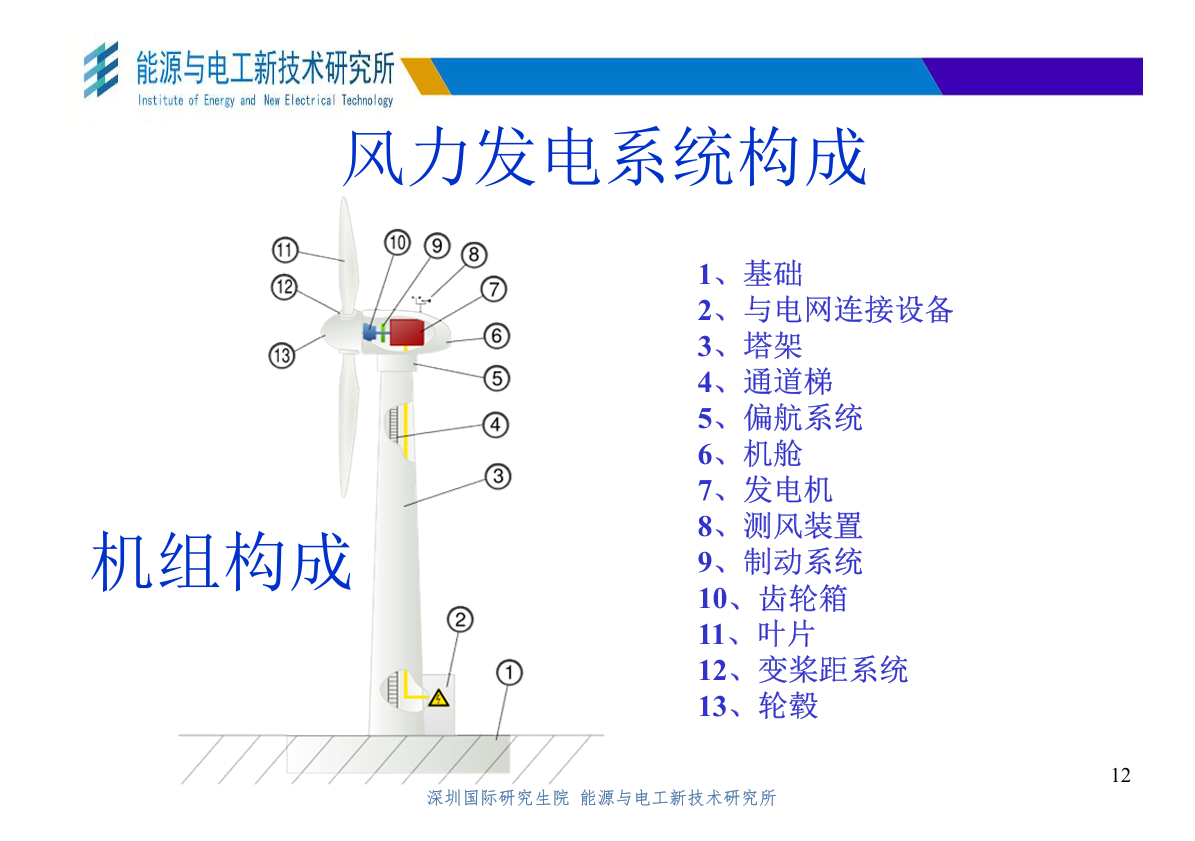 能源与电工新技术研究所
Institute of Energy and New Electrical Technology
风力发电系统构成
11
10
9
8
12
7
6
13
5
4
3
2
1
机组构成
1、基础
2、与电网连接设备
3、塔架
4、通道梯
5、偏航系统
6、机舱
7、发电机
8、测风装置
9、制动系统
10、齿轮箱
11、叶片
12、变桨距系统
13、轮毂
12
深圳国际研究生院 能源与电工新技术研究所